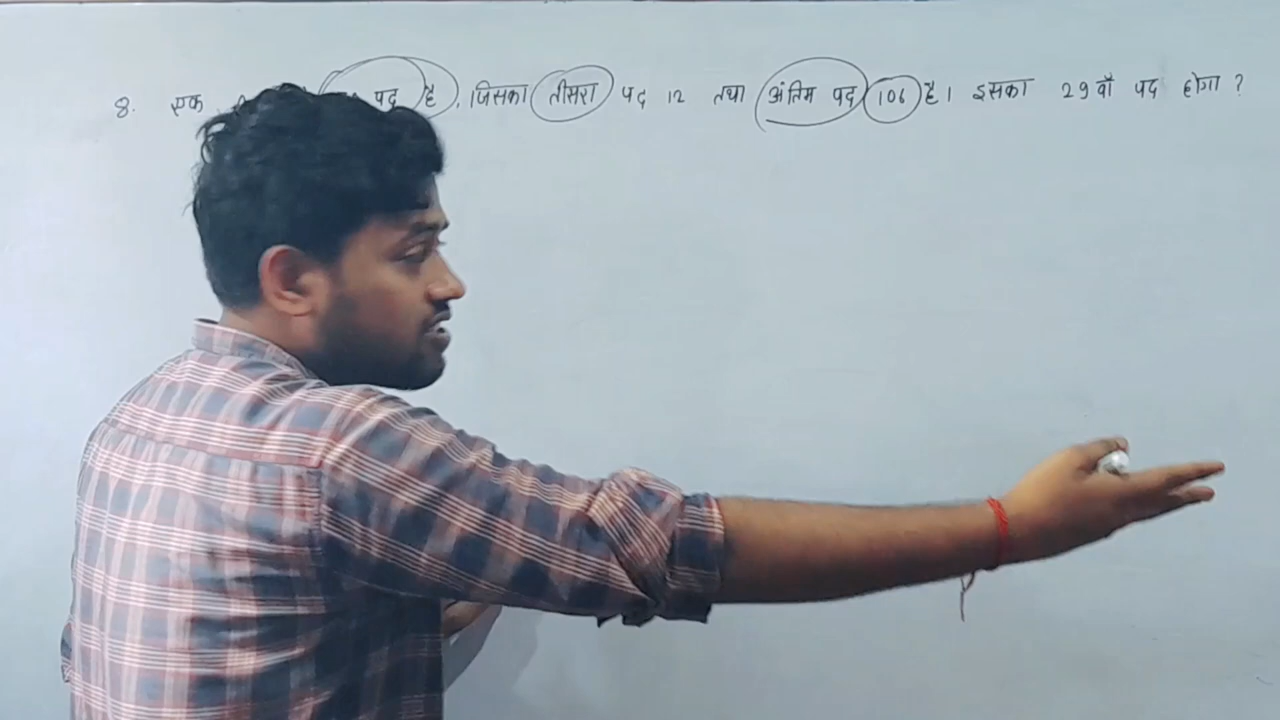 8. एक पद है, जिसका तीसरा पद 12 तथा अंतिम पद 106 है। इसका 29वाँ पद होगा ?